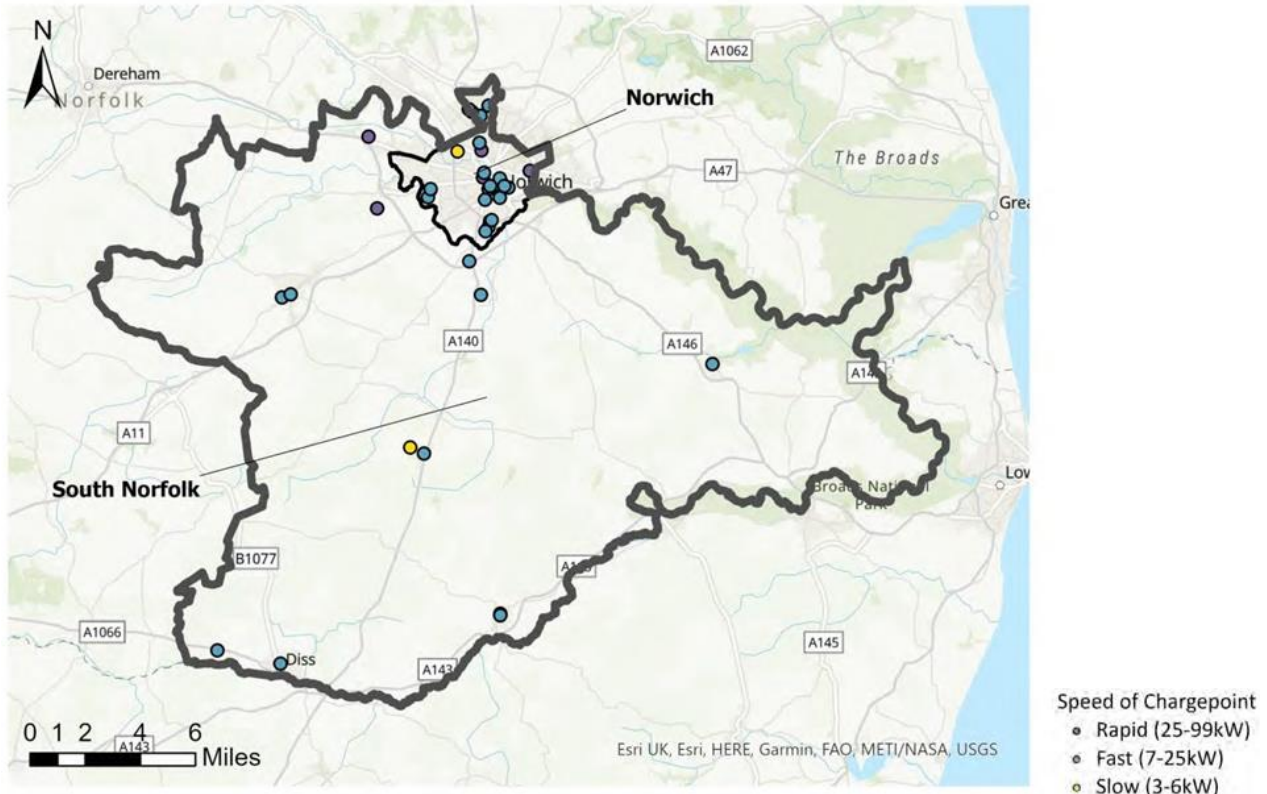 N
Dereham
Norfolk
A1062
Norwich
The Broads
A47
Norwich
Grea
A140
A146
A11
South Norfolk
Broads National
Park
Low
B1077
A1066
A145
Diss
A143
0 1 2 4 6
Miles
A143
Esri UK, Esri, HERE, Garmin, FAO, METI/NASA, USGS
Speed of Chargepoint
Rapid (25-99kW)
Fast (7-25kW)
Slow (3-6kW)